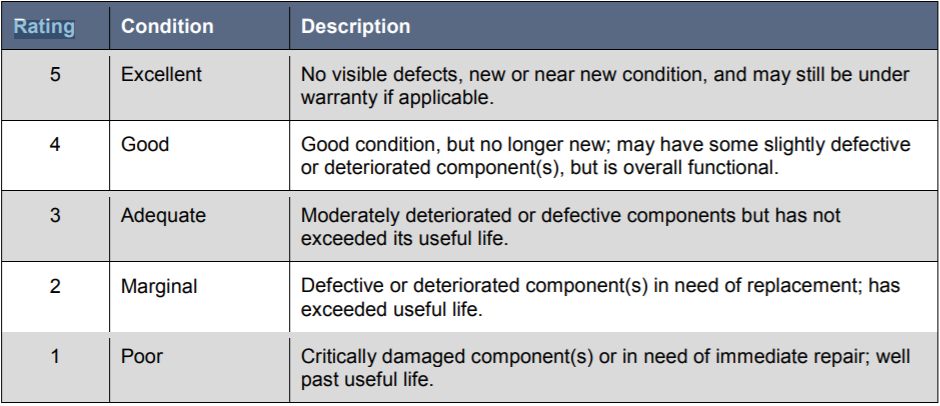 Rating Condition Description
5 Excellent No visible defects, new or near new condition, and may still be under
warranty if applicable.
4 Good Good condition, but no longer new; may have some slightly defective
or deteriorated component(s), but is overall functional.
3 Adequate Moderately deteriorated or defective components but has not
exceeded its useful life.
2 Marginal Defective or deteriorated component(s) in need of replacement; has
exceeded useful life.
1 Poor Critically damaged component(s) or in need of immediate repair; well
past useful life.